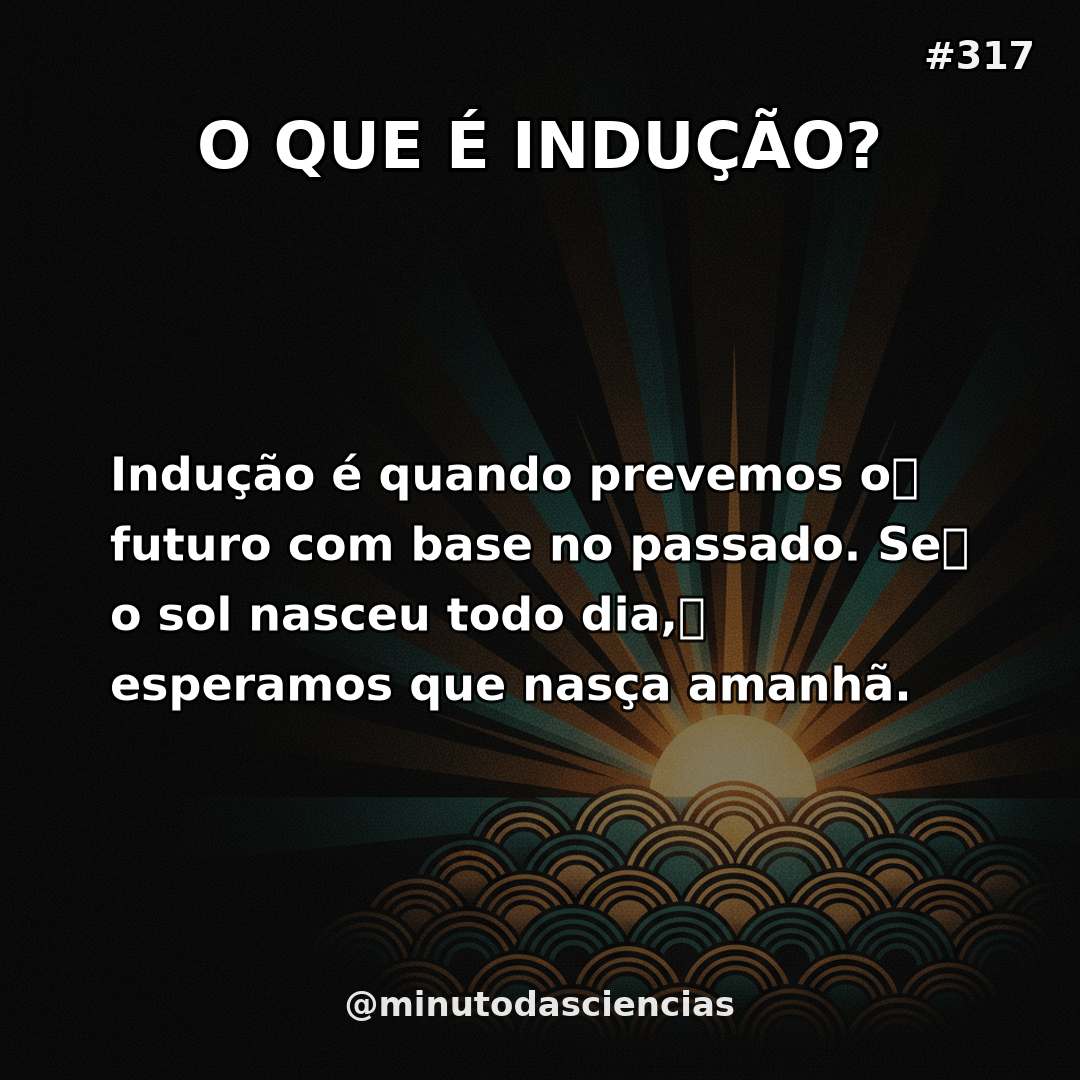 #317
O QUE É INDUÇÃO?
Indução é quando prevemos o▯
futuro com base no passado. Se▯
o sol nasceu todo dia,▯
esperamos que nasça amanhã.
@minutodasciencias